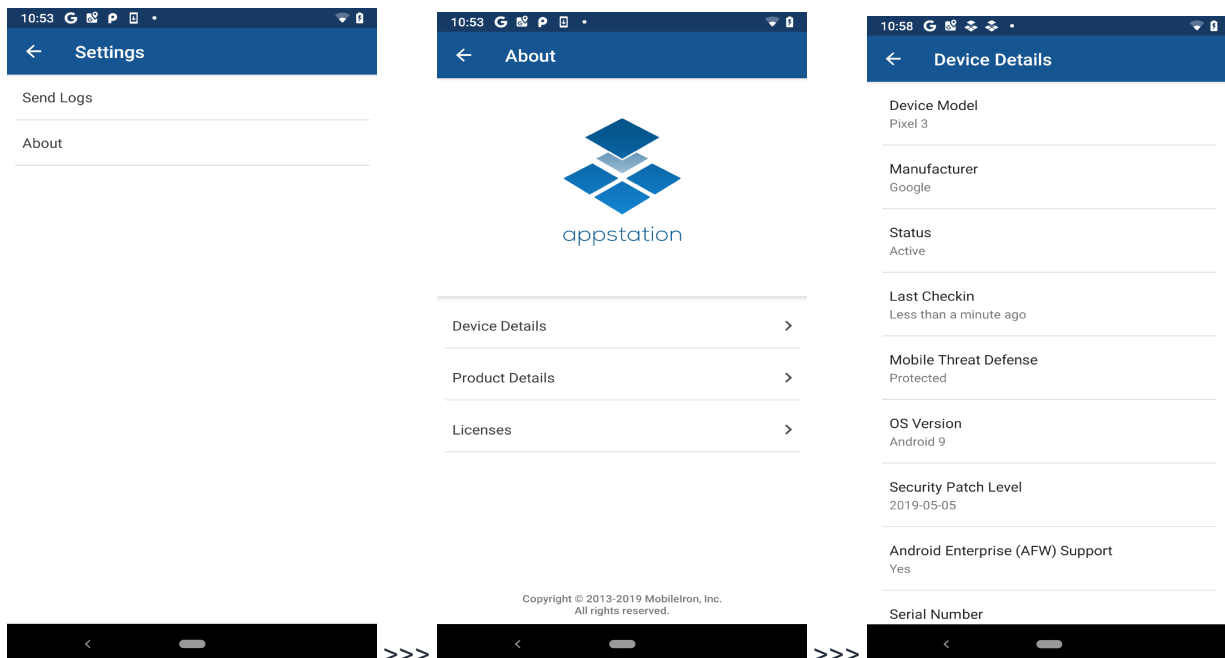 10:53
Settings
Send Logs
About
>>>
10:53
About
appstation
Device Details
Product Details
Licenses
Copyright © 2013-2019 MobileIron, Inc.
All rights reserved.
>>>
10:58
Device Details
Device Model
Pixel 3
Manufacturer
Google
Status
Active
Last Checkin
Less than a minute ago
Mobile Threat Defense
Protected
OS Version
Android 9
Security Patch Level
2019-05-05
Android Enterprise (AFW) Support
Yes
Serial Number